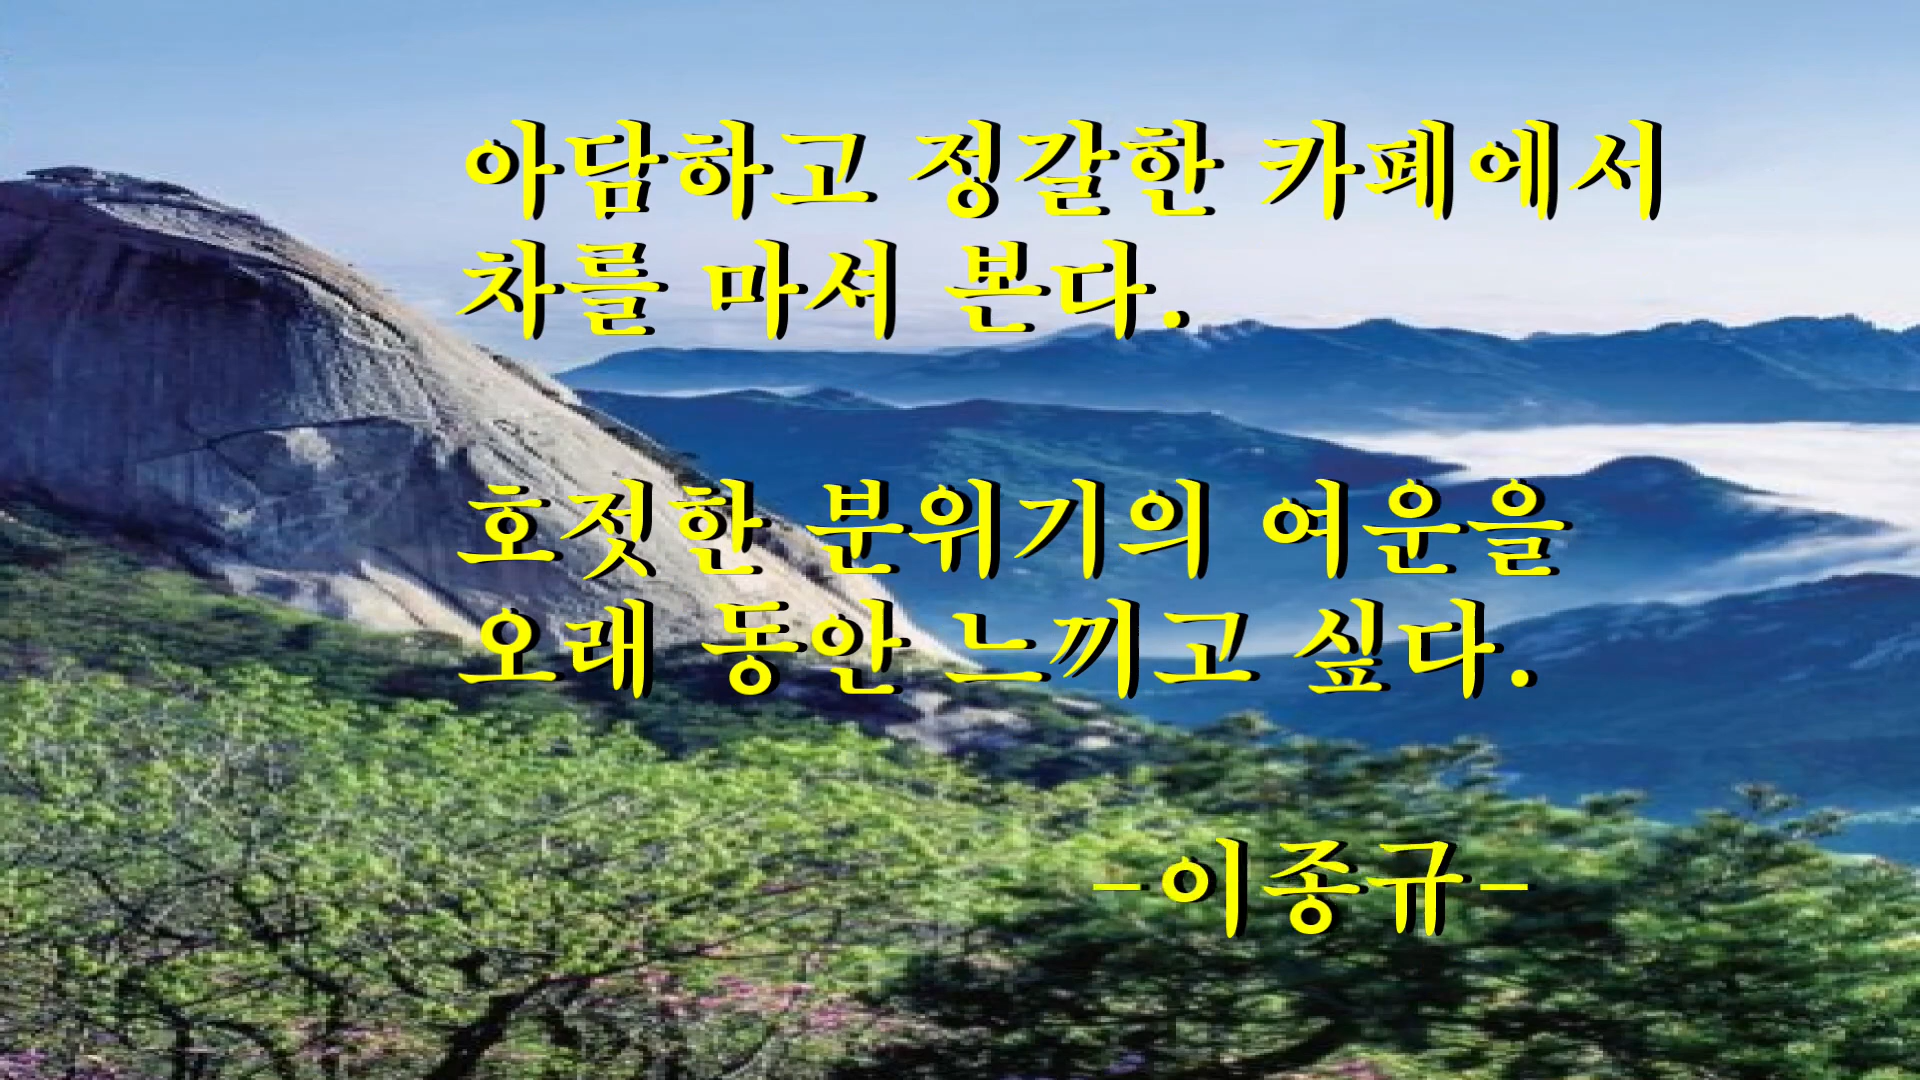 아담하고 정갈한 카페에서
차를 마셔 본다.
호젓한 분위기의 여운을
오래 동안 느끼고 싶다.
-이종규-